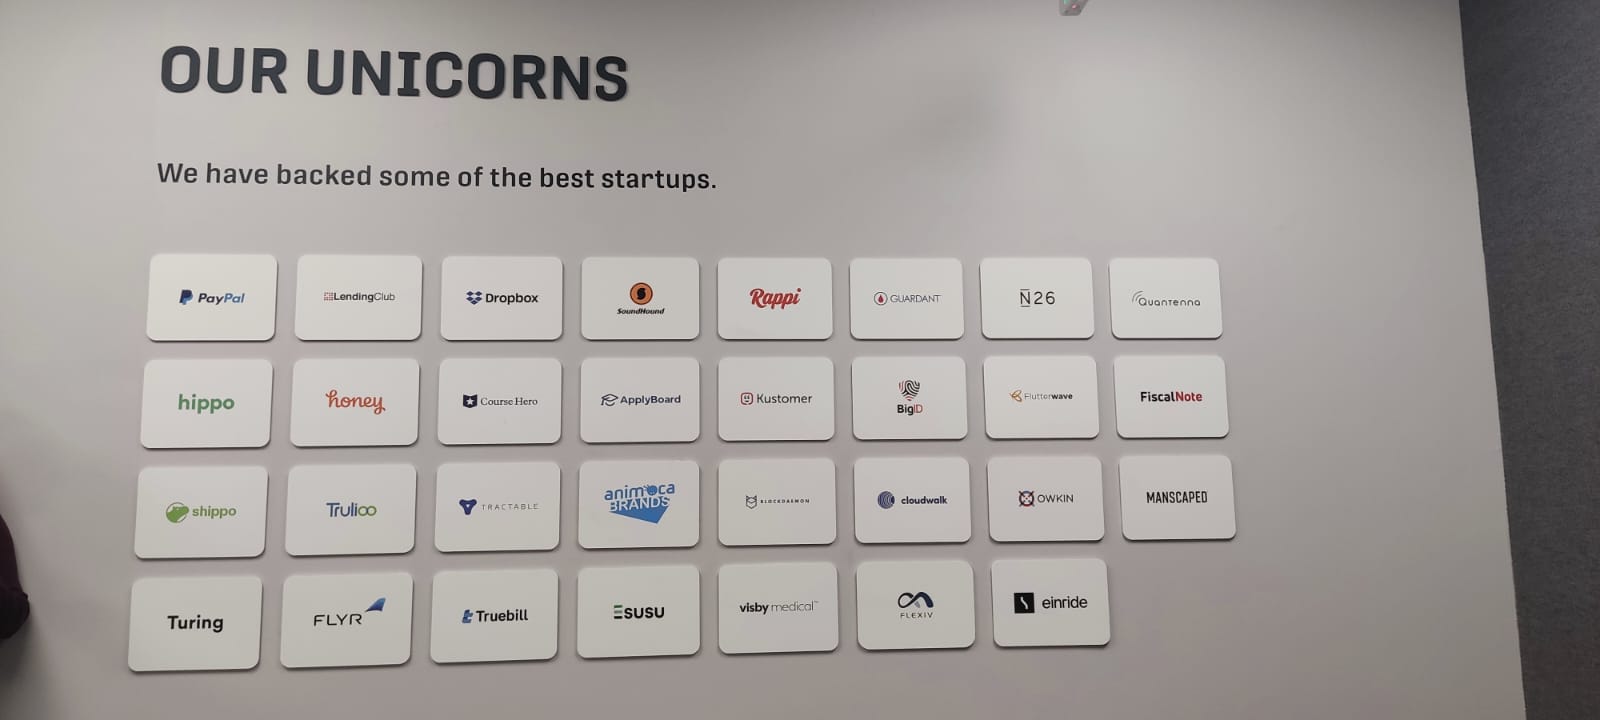 OUR UNICORNS
We have backed some of the best startups.
PayPal LendingClub Dropbox SoundHound Rappi GUARDANT N26 Quantenna
hippo honey Course Hero ApplyBoard Kustomer BigID Flutterwave FiscalNote
shippo Trulioo TRACTABLE animoca BRANDS BLOCKDAEMON cloudwalk OWKIN MANSCAPED
Turing FLYR Truebill ESUSU visby medical™ FLEXIV einride